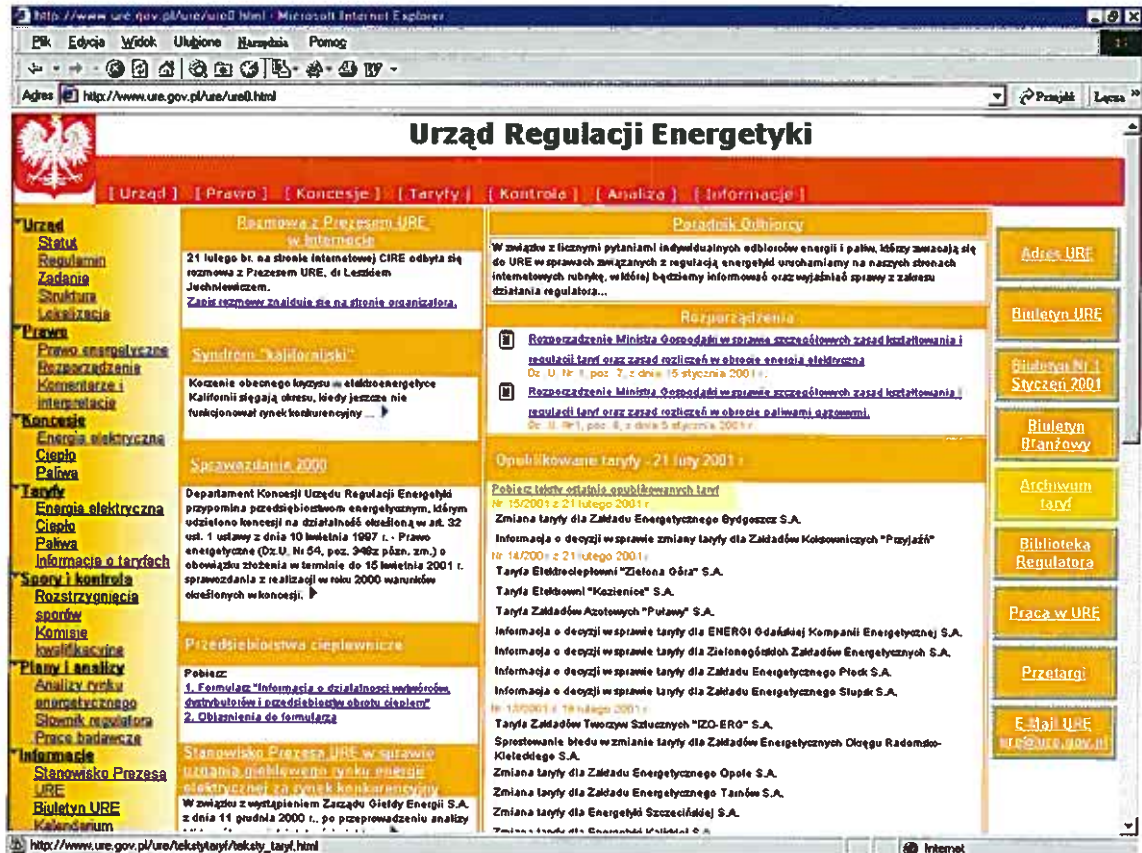 http://www.ure.gov.pl/ure/ure0.html - Microsoft Internet Explorer
Plik Edycja Widok Ulubione Narzędzia Pomoc
Adres http://www.ure.gov.pl/ure/ure0.html Przejdź Łącza »
Urząd Regulacji Energetyki
[ Urząd ] [ Prawo ] [ Koncesje ] [ Taryfy ] [ Kontrola ] [ Analiza ] [ Informacje ]
Urząd
Statut
Regulamin
Zadania
Struktura
Lokalizacja
Prawo
Prawo energetyczne
Rozporządzenia
Komentarze i
interpretacje
Koncesje
Energia elektryczna
Ciepło
Paliwa
Taryfy
Energia elektryczna
Ciepło
Paliwa
Informacje o taryfach
Spory i kontrola
Rozstrzygnięcia
sporów
Komisje
kwalifikacyjne
Plany i analizy
Analizy rynku
energetycznego
Słownik regulatora
Prace badawcze
Informacje
Stanowisko Prezesa
URE
Biuletyn URE
Kalendarium
Rozmowa z Prezesem URE
w Internecie
21 lutego br. na stronie internetowej CIRE odbyła się
rozmowa z Prezesem URE, dr Leszkiem
Juchniewiczem.
Zapis rozmowy znajduje się na stronie organizatora.
Syndrom "kalifornijski"
Korzenie obecnego kryzysu w elektroenergetyce
Kalifornii sięgają okresu, kiedy jeszcze nie
funkcjonował rynek konkurencyjny ...
Sprawozdanie 2000
Departament Koncesji Urzędu Regulacji Energetyki
przypomina przedsiębiorstwom energetycznym, którym
udzielono koncesji na działalność określoną w art. 32
ust. 1 ustawy z dnia 10 kwietnia 1997 r. - Prawo
energetyczne (Dz.U. Nr 54, poz. 348z późn. zm.) o
obowiązku złożenia w terminie do 15 kwietnia 2001 r.
sprawozdania z realizacji w roku 2000 warunków
określonych w koncesji.
Przedsiębiorstwa ciepłownicze
Pobierz:
1. Formularz "Informacja o działalności wytwórców,
dystrybutorów i przedsiębiorstw obrotu ciepłem"
2. Objaśnienia do formularza
Stanowisko Prezesa URE w sprawie
uznania giełdowego rynku energii
elektrycznej za rynek konkurencyjny
W związku z wystąpieniem Zarządu Giełdy Energii S.A.
z dnia 11 grudnia 2000 r., po przeprowadzeniu analizy
Poradnik Odbiorcy
W związku z licznymi pytaniami indywidualnych odbiorców energii i paliw, którzy zwracają się
do URE w sprawach związanych z regulacją energetyki uruchamiamy na naszych stronach
internetowych rubrykę, w której będziemy informować oraz wyjaśniać sprawy z zakresu
działania regulatora...
Rozporządzenia
Rozporządzenie Ministra Gospodarki w sprawie szczegółowych zasad kształtowania i
regulacji taryf oraz zasad rozliczeń w obrocie energią elektryczną
Dz. U. Nr 1, poz. 7, z dnia 15 stycznia 2001 r.
Rozporządzenie Ministra Gospodarki w sprawie szczegółowych zasad kształtowania i
regulacji taryf oraz zasad rozliczeń w obrocie paliwami gazowymi.
Dz. U. Nr1, poz. 8, z dnia 5 stycznia 2001 r.
Opublikowane taryfy - 21 luty 2001 r.
Pobierz teksty ostatnio opublikowanych taryf
Nr 15/2001 z 21 lutego 2001 r.
Zmiana taryfy dla Zakładu Energetycznego Bydgoszcz S.A.
Informacja o decyzji w sprawie zmiany taryfy dla Zakładów Koksowniczych "Przyjaźń"
Nr 14/2001 z 21 lutego 2001 r.
Taryfa Elektrociepłowni "Zielona Góra" S.A.
Taryfa Elektrowni "Kozienice" S.A.
Taryfa Zakładów Azotowych "Puławy" S.A.
Informacja o decyzji w sprawie taryfy dla ENERGI Gdańskiej Kompanii Energetycznej S.A.
Informacja o decyzji w sprawie taryfy dla Zielonogórskich Zakładów Energetycznych S.A.
Informacja o decyzji w sprawie taryfy dla Zakładu Energetycznego Płock S.A.
Informacja o decyzji w sprawie taryfy dla Zakładu Energetycznego Słupsk S.A.
Nr 13/2001 z 19 lutego 2001 r.
Taryfa Zakładów Tworzyw Sztucznych "IZO-ERG" S.A.
Sprostowanie błedu w zmianie taryfy dla Zakładów Energetycznych Okręgu Radomsko-
Kieleckiego S.A.
Zmiana taryfy dla Zakładu Energetycznego Opole S.A.
Zmiana taryfy dla Zakładu Energetycznego Tarnów S.A.
Zmiana taryfy dla Energetyki Szczecińskiej S.A.
Zmiana taryfy dla Energetyki Kaliskiej S.A.
Adres URE
Biuletyn URE
Biuletyn Nr 1
Styczeń 2001
Biuletyn
Branżowy
Archiwum
taryf
Biblioteka
Regulatora
Praca w URE
Przetargi
E-Mail URE
ure@ure.gov.pl
http://www.ure.gov.pl/ure/tekstytaryf/teksty_taryf.html Internet